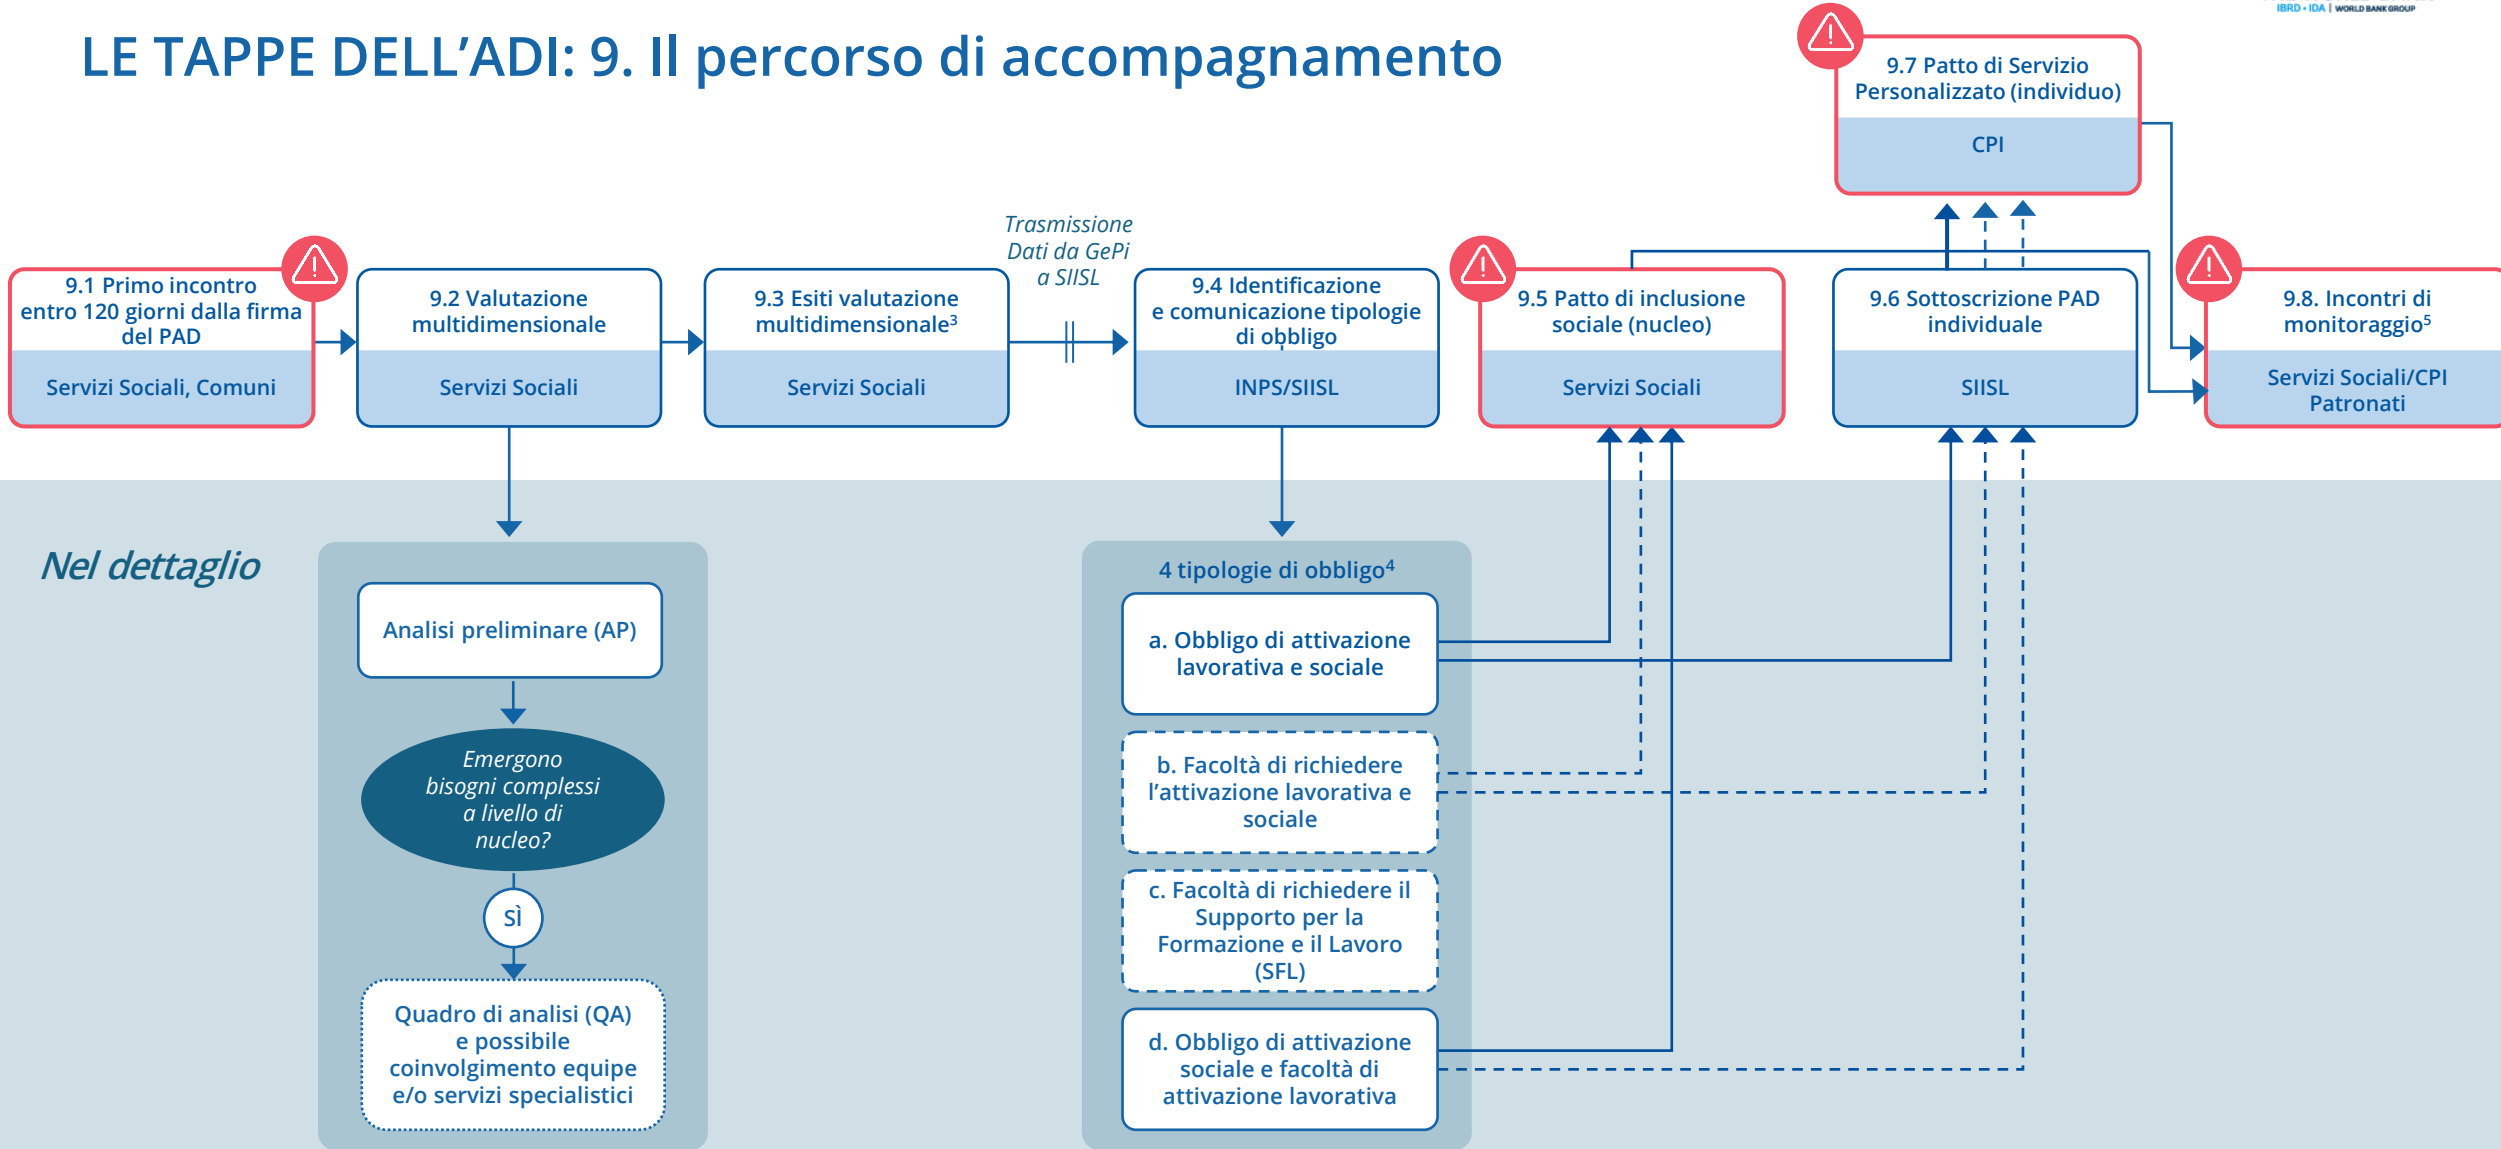 IBRD • IDA | WORLD BANK GROUP
LE TAPPE DELL’ADI: 9. Il percorso di accompagnamento
9.7 Patto di Servizio
Personalizzato (individuo)
CPI
Trasmissione
Dati da GePi
a SIISL
9.1 Primo incontro
entro 120 giorni dalla firma
del PAD
Servizi Sociali, Comuni
9.2 Valutazione
multidimensionale
Servizi Sociali
9.3 Esiti valutazione
multidimensionale³
Servizi Sociali
9.4 Identificazione
e comunicazione tipologie
di obbligo
INPS/SIISL
9.5 Patto di inclusione
sociale (nucleo)
Servizi Sociali
9.6 Sottoscrizione PAD
individuale
SIISL
9.8. Incontri di
monitoraggio⁵
Servizi Sociali/CPI
Patronati
Nel dettaglio
Analisi preliminare (AP)
Emergono
bisogni complessi
a livello di
nucleo?
SÌ
Quadro di analisi (QA)
e possibile
coinvolgimento equipe
e/o servizi specialistici
4 tipologie di obbligo⁴
a. Obbligo di attivazione
lavorativa e sociale
b. Facoltà di richiedere
l’attivazione lavorativa e
sociale
c. Facoltà di richiedere il
Supporto per la
Formazione e il Lavoro
(SFL)
d. Obbligo di attivazione
sociale e facoltà di
attivazione lavorativa